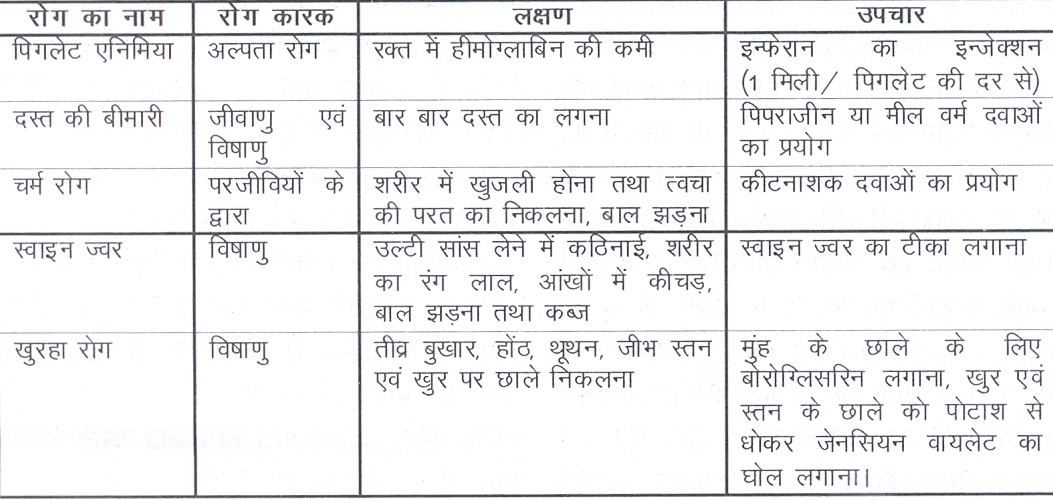 रोग का नाम रोग कारक लक्षण उपचार
पिगलेट एनिमिया अल्पता रोग रक्त में हीमोग्लाबिन की कमी इन्फेरान का इन्जेक्शन
(1 मिली/ पिगलेट की दर से)
दस्त की बीमारी जीवाणु एवं बार बार दस्त का लगना पिपराजीन या मील वर्म दवाओं
विषाणु का प्रयोग
चर्म रोग परजीवियों के शरीर में खुजली होना तथा त्वचा कीटनाशक दवाओं का प्रयोग
द्वारा की परत का निकलना, बाल झड़ना
स्वाइन ज्वर विषाणु उल्टी सांस लेने में कठिनाई, शरीर स्वाइन ज्वर का टीका लगाना
का रंग लाल, आंखों में कीचड़,
बाल झड़ना तथा कब्ज
खुरहा रोग विषाणु तीव्र बुखार, होंठ, थूथन, जीभ स्तन मुंह के छाले के लिए
एवं खुर पर छाले निकलना बोरोग्लिसरिन लगाना, खुर एवं
स्तन के छाले को पोटाश से
धोकर जेनसियन वायलेट का
घोल लगाना।